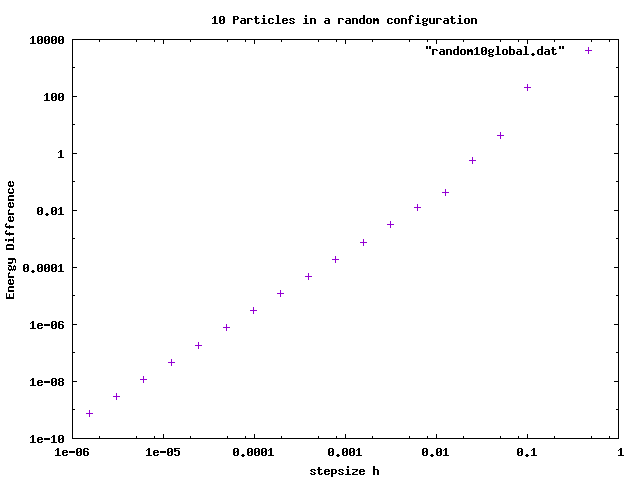 10 Particles in a random configuration
10000
"random10global.dat"
100
1
0.01
Energy Difference
0.0001
1e-06
1e-08
1e-10
1e-06 1e-05 0.0001 0.001 0.01 0.1 1
stepsize h